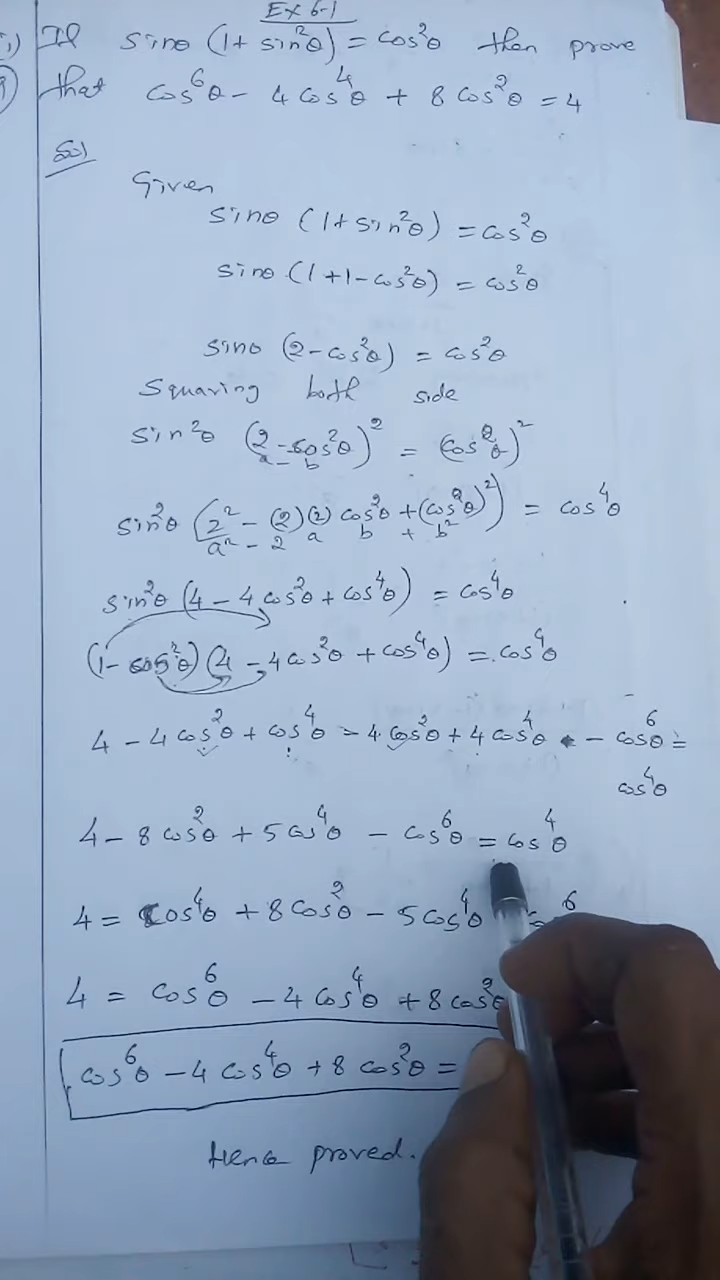 Ex 6.1
If sinθ (1 + sin²θ) = cos²θ then prove
that cos⁶θ - 4 cos⁴θ + 8 cos²θ = 4
Sol
Given
sinθ (1 + sin²θ) = cos²θ
sinθ (1 + 1 - cos²θ) = cos²θ
sinθ (2 - cos²θ) = cos²θ
Squaring both side
sin²θ (2 - cos²θ)² = (cos²θ)²
a - b
sin²θ (2² - (2)(2) cos²θ + (cos²θ)²) = cos⁴θ
a² - 2 a b + b²
sin²θ (4 - 4 cos²θ + cos⁴θ) = cos⁴θ
(1 - cos²θ) (4 - 4 cos²θ + cos⁴θ) = cos⁴θ
4 - 4 cos²θ + cos⁴θ - 4 cos²θ + 4 cos⁴θ - cos⁶θ =
cos⁴θ
4 - 8 cos²θ + 5 cos⁴θ - cos⁶θ = cos⁴θ
4 = cos⁴θ + 8 cos²θ - 5 cos⁴θ
4 = cos⁶θ - 4 cos⁴θ + 8 cos²θ
cos⁶θ - 4 cos⁴θ + 8 cos²θ =
Hence proved.